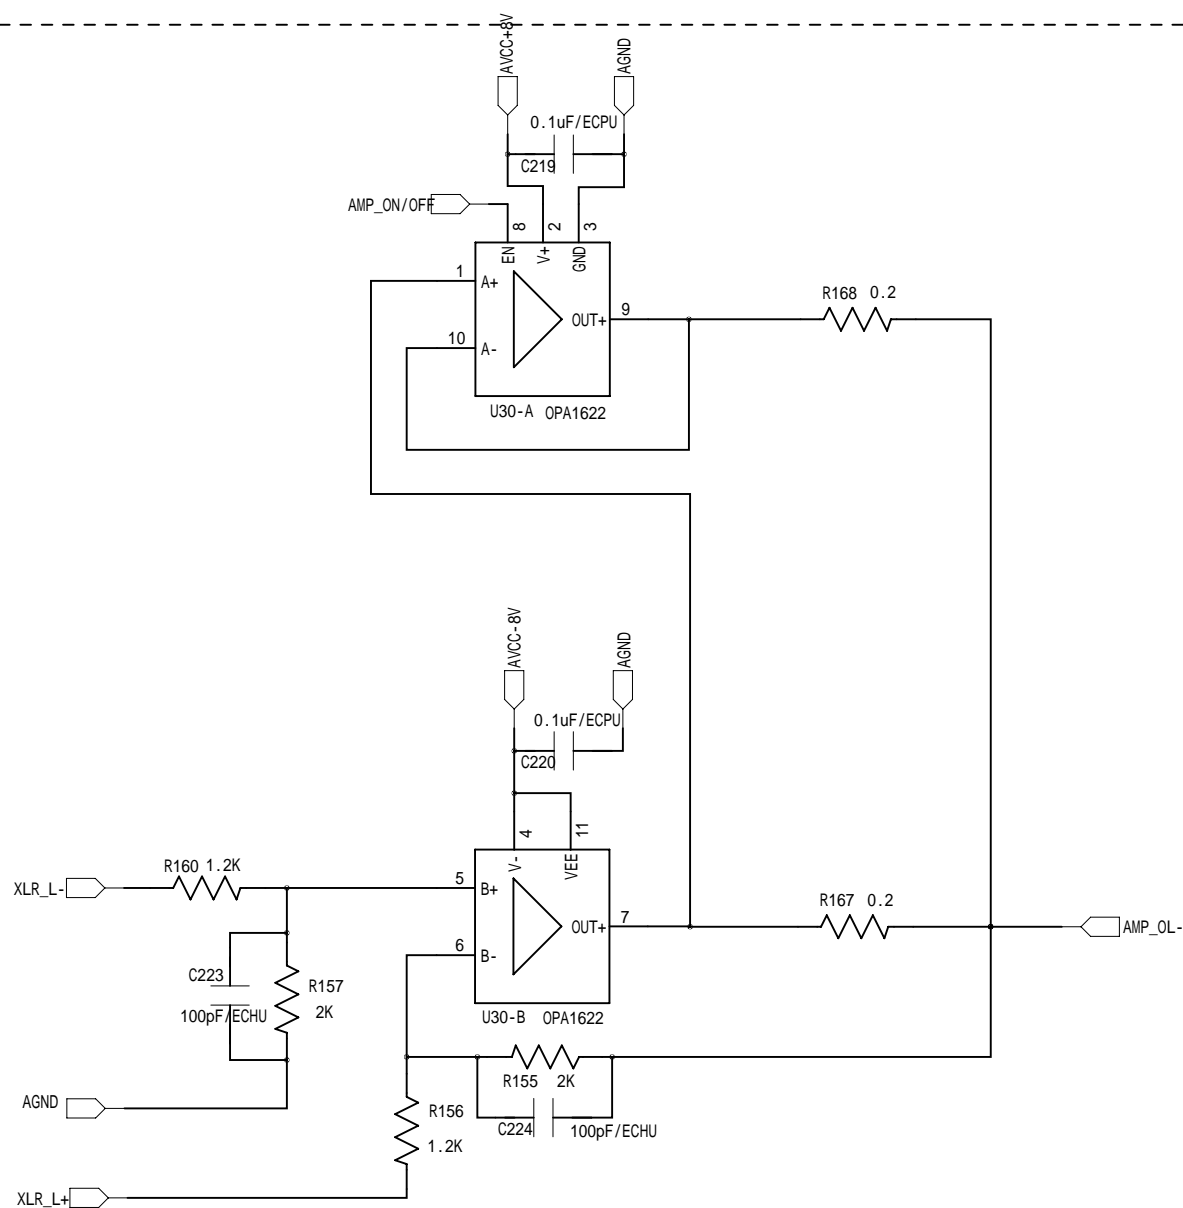 AVCC+8V
AGND
0.1uF/ECPU
C219
AMP_ON/OFF
8
2
3
EN
V+
GND
1
A+
R168 0.2
OUT+
9
10
A-
U30-A OPA1622
AVCC-8V
AGND
0.1uF/ECPU
C220
4
11
V-
VEE
R160 1.2K
XLR_L-
5
B+
R167 0.2
OUT+
7
AMP_OL-
6
B-
C223
R157
100pF/ECHU
2K
U30-B OPA1622
R155 2K
AGND
R156
C224
100pF/ECHU
1.2K
XLR_L+